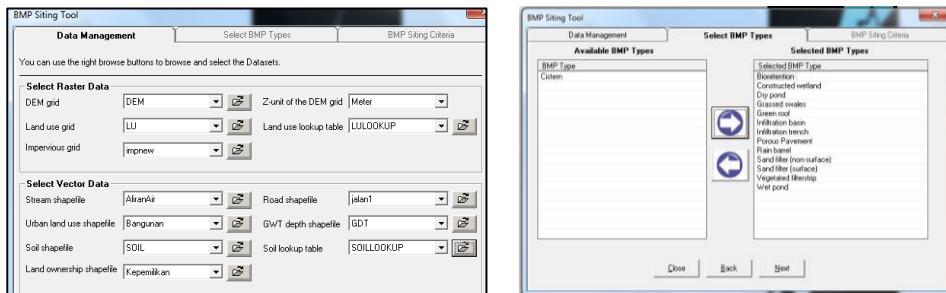 BMP Siting Tool
Data Management Select BMP Types BMP Siting Criteria
You can use the right browse buttons to browse and select the Datasets.
Select Raster Data
DEM grid DEM Z-unit of the DEM grid Meter
Land use grid LU Land use lookup table LULOOKUP
Impervious grid impnew
Select Vector Data
Stream shapefile AliranAir Road shapefile jalan1
Urban land use shapefile Bangunan GWT depth shapefile GDT
Soil shapefile SOIL Soil lookup table SOILLOOKUP
Land ownership shapefile Kepemilikan
BMP Siting Tool
Data Management Select BMP Types BMP Siting Criteria
Available BMP Types Selected BMP Types
BMP Type
Cistern
Selected BMP Type
Bioretention
Constructed wetland
Dry pond
Grassed swales
Green roof
Infiltration basin
Infiltration trench
Porous Pavement
Rain barrel
Sand filter (non-surface)
Sand filter (surface)
Vegetated filterstrip
Wet pond
Close Back Next